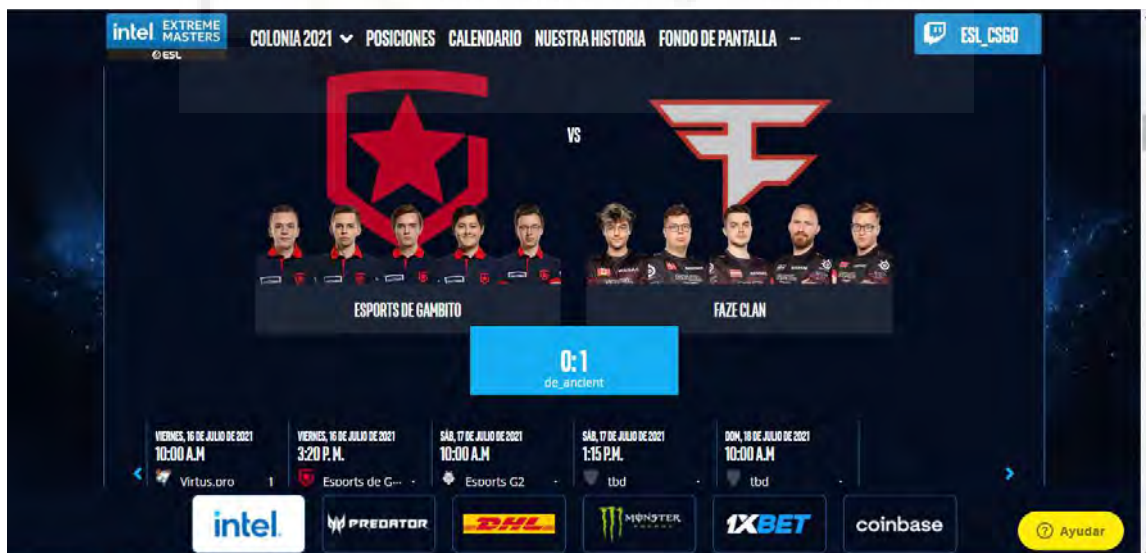 intel EXTREME MASTERS
ESL
COLONIA 2021 POSICIONES CALENDARIO NUESTRA HISTORIA FONDO DE PANTALLA
ESL_CSGO
VS
ESPORTS DE GAMBITO
FAZE CLAN
0:1
de_ancient
VIERNES, 16 DE JULIO DE 2021
10:00 A.M
Virtus.pro 1
VIERNES, 16 DE JULIO DE 2021
3:20 P. M.
Esports de G... -
SÁB, 17 DE JULIO DE 2021
10:00 A.M
Esports G2 -
SÁB, 17 DE JULIO DE 2021
1:15 P.M.
tbd -
DOM, 18 DE JULIO DE 2021
10:00 A.M
tbd -
intel.
PREDATOR
DHL
MONSTER
1XBET
coinbase
? Ayudar